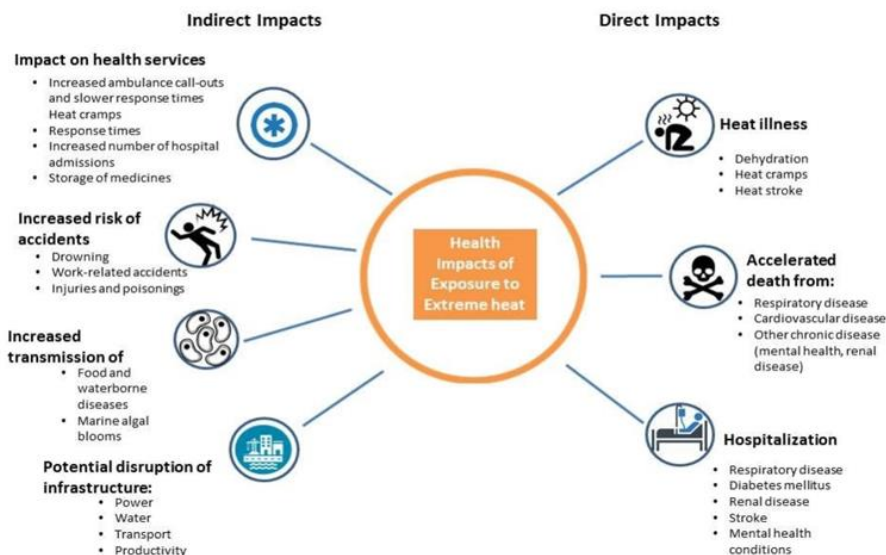 Indirect Impacts
Direct Impacts
Impact on health services
• Increased ambulance call-outs
and slower response times
Heat cramps
• Response times
• Increased number of hospital
admissions
• Storage of medicines
Increased risk of
accidents
• Drowning
• Work-related accidents
• Injuries and poisonings
Increased
transmission of
• Food and
waterborne
diseases
• Marine algal
blooms
Potential disruption of
infrastructure:
• Power
• Water
• Transport
• Productivity
Health
Impacts of
Exposure to
Extreme heat
Heat illness
• Dehydration
• Heat cramps
• Heat stroke
Accelerated
death from:
• Respiratory disease
• Cardiovascular disease
• Other chronic disease
(mental health, renal
disease)
Hospitalization
• Respiratory disease
• Diabetes mellitus
• Renal disease
• Stroke
• Mental health
conditions